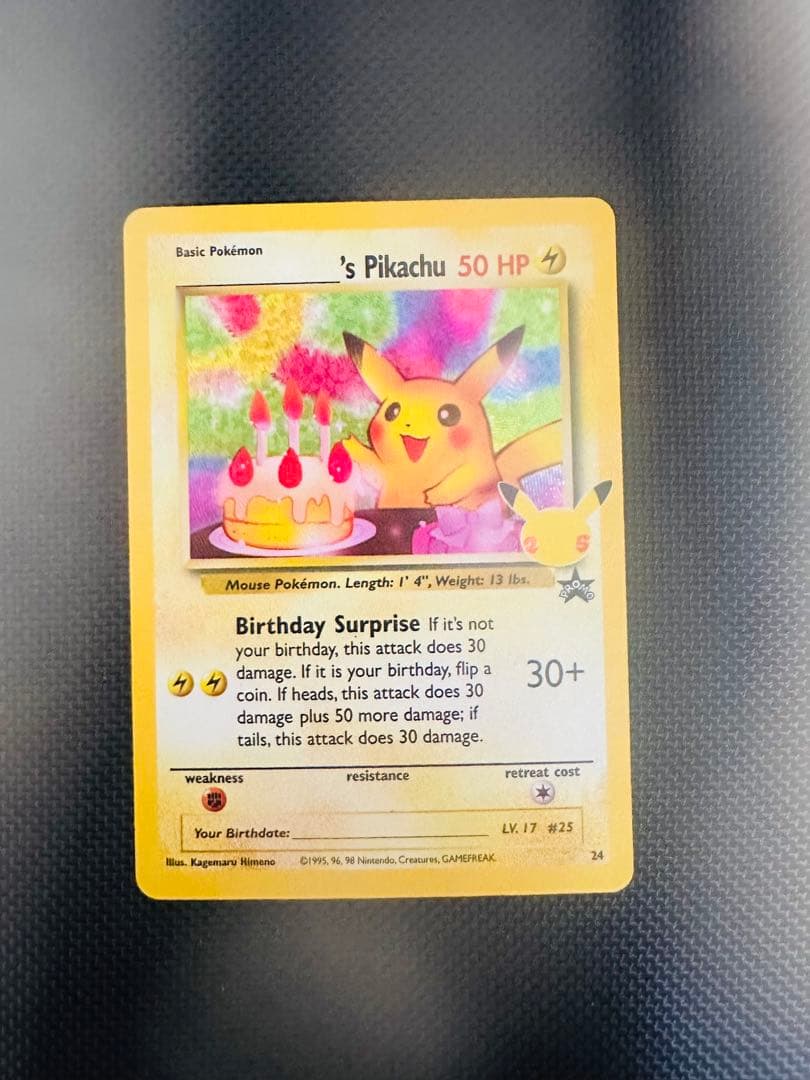 Basic Pokémon
____________'s Pikachu 50 HP
25
Mouse Pokémon. Length: 1' 4", Weight: 13 lbs.
PROMO
Birthday Surprise If it's not
your birthday, this attack does 30
damage. If it is your birthday, flip a
coin. If heads, this attack does 30
damage plus 50 more damage; if
tails, this attack does 30 damage.
30+
weakness resistance retreat cost
Your Birthdate:____________________ LV. 17 #25
Illus. Kagemaru Himeno ©1995, 96, 98 Nintendo, Creatures, GAMEFREAK. 24